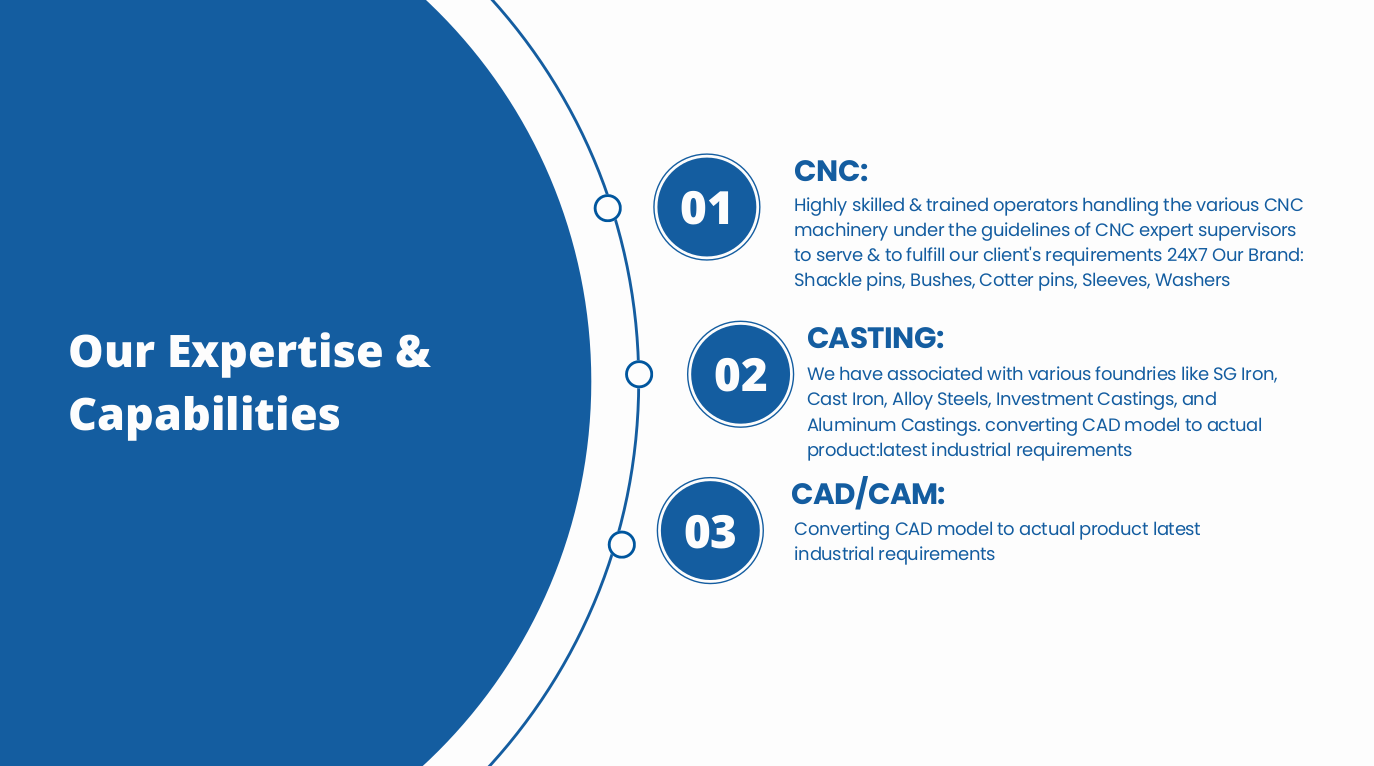 Our Expertise &
Capabilities
01
CNC:
Highly skilled & trained operators handling the various CNC
machinery under the guidelines of CNC expert supervisors
to serve & to fulfill our client's requirements 24X7 Our Brand:
Shackle pins, Bushes, Cotter pins, Sleeves, Washers
02
CASTING:
We have associated with various foundries like SG Iron,
Cast Iron, Alloy Steels, Investment Castings, and
Aluminum Castings. converting CAD model to actual
product:latest industrial requirements
03
CAD/CAM:
Converting CAD model to actual product latest
industrial requirements